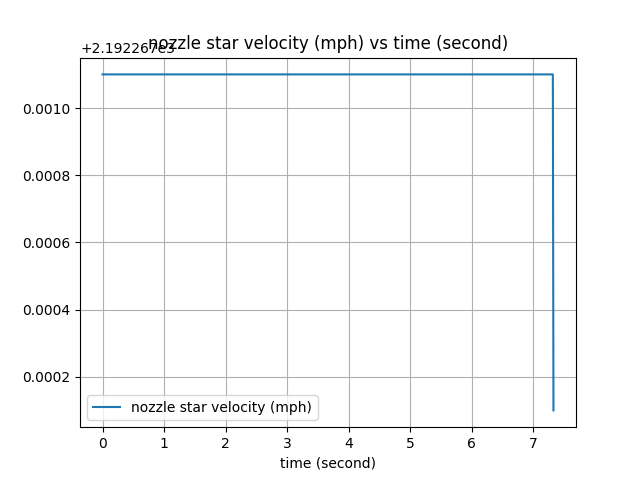 nozzle star velocity (mph) vs time (second)
+2.192267e3
0.0010
0.0008
0.0006
0.0004
0.0002
nozzle star velocity (mph)
0 1 2 3 4 5 6 7
time (second)